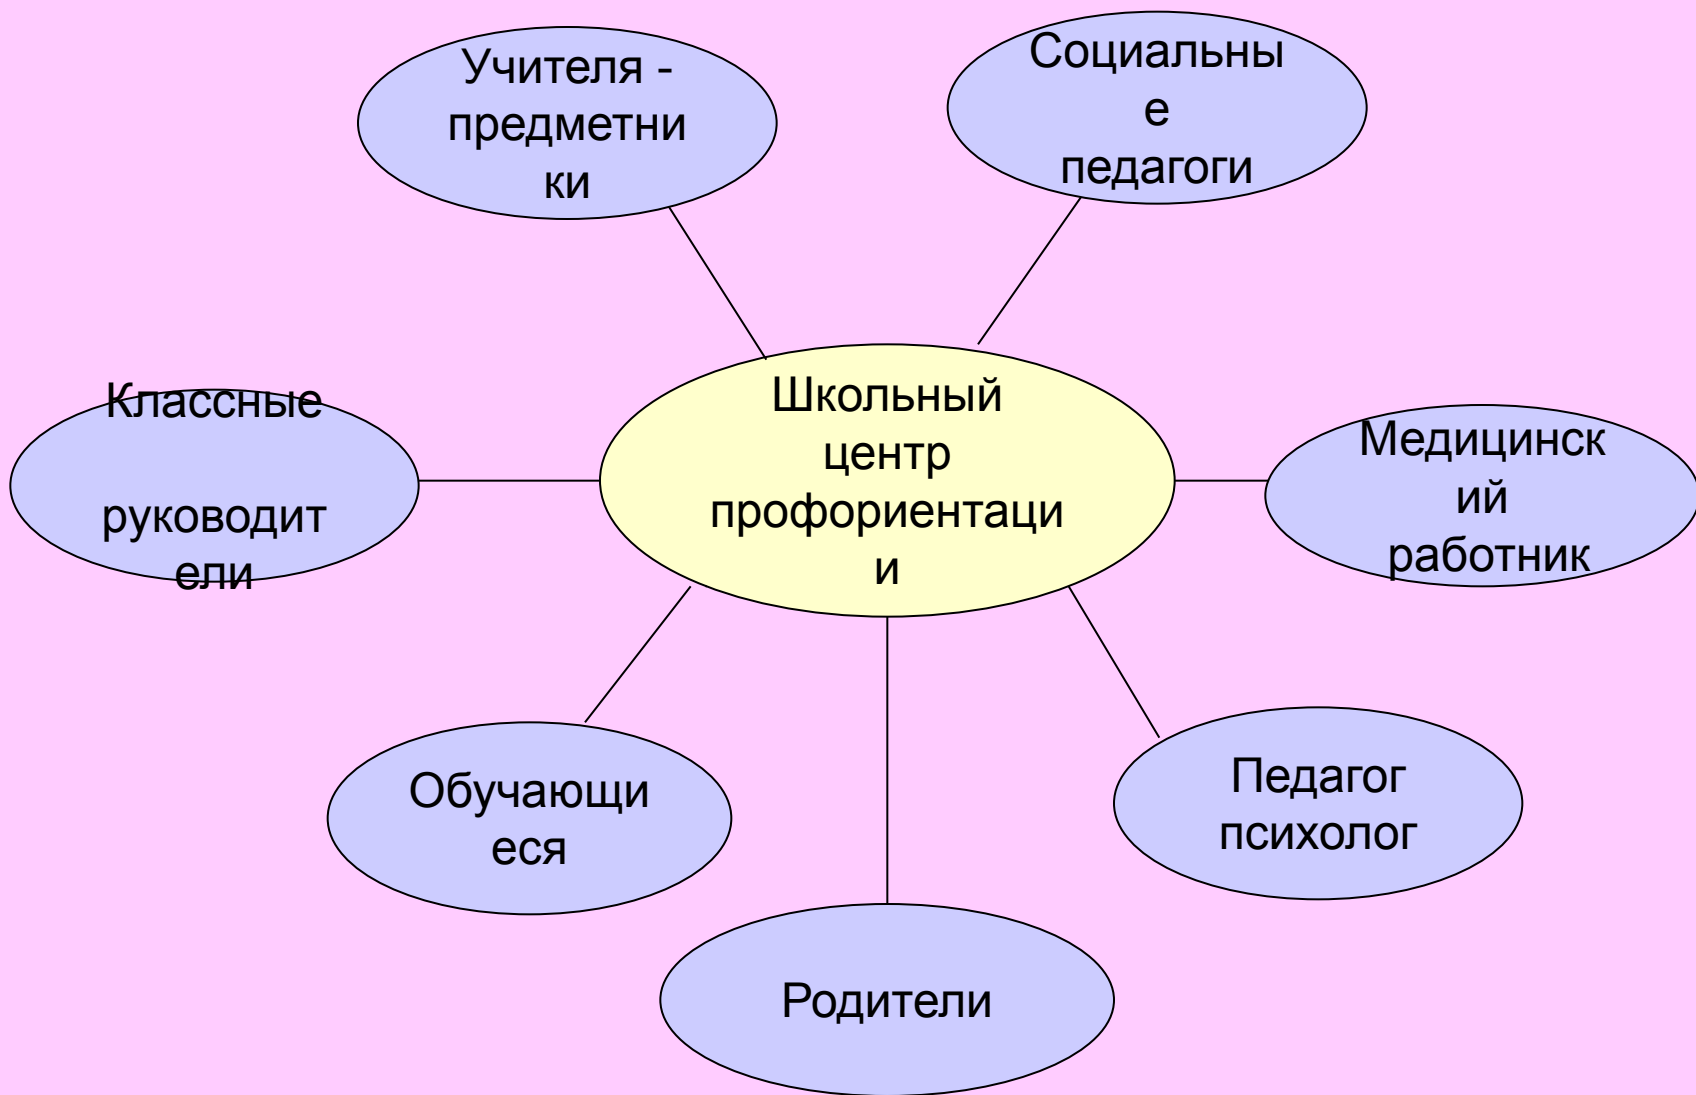 Учителя -
предметни
ки
Социальны
е
педагоги
Классные
руководит
ели
Школьный
центр
профориентаци
и
Медицинск
ий
работник
Обучающи
еся
Педагог
психолог
Родители